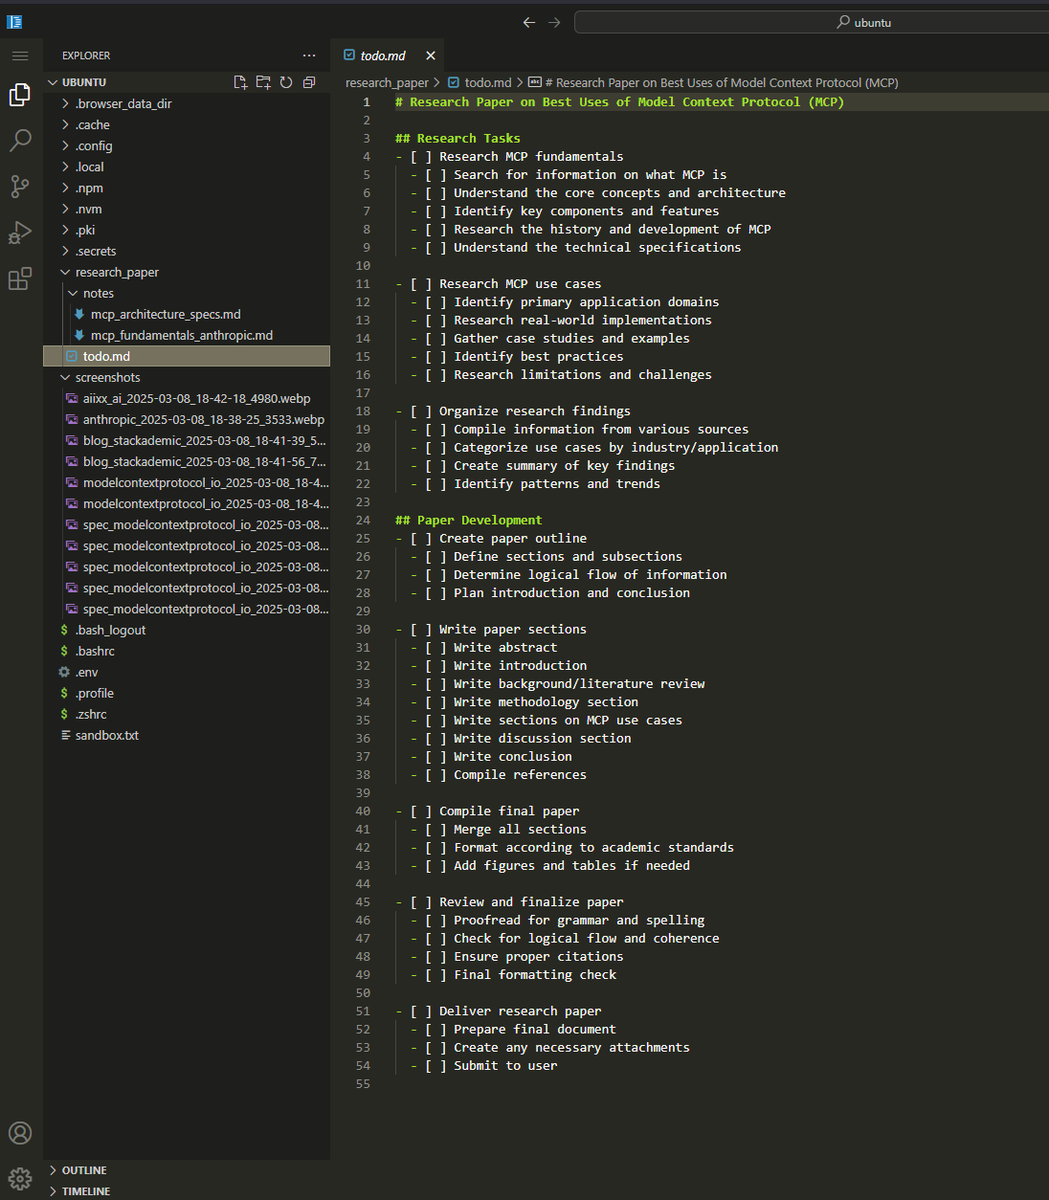 ubuntu
EXPLORER
UBUNTU
.browser_data_dir
.cache
.config
.local
.npm
.nvm
.pki
.secrets
research_paper
notes
mcp_architecture_specs.md
mcp_fundamentals_anthropic.md
todo.md
screenshots
aiixx_ai_2025-03-08_18-42-18_4980.webp
anthropic_2025-03-08_18-38-25_3533.webp
blog_stackademic_2025-03-08_18-41-39_5...
blog_stackademic_2025-03-08_18-41-56_7...
modelcontextprotocol_io_2025-03-08_18-4...
modelcontextprotocol_io_2025-03-08_18-4...
spec_modelcontextprotocol_io_2025-03-08...
spec_modelcontextprotocol_io_2025-03-08...
spec_modelcontextprotocol_io_2025-03-08...
spec_modelcontextprotocol_io_2025-03-08...
spec_modelcontextprotocol_io_2025-03-08...
$ .bash_logout
$ .bashrc
.env
$ .profile
$ .zshrc
sandbox.txt
OUTLINE
TIMELINE
todo.md
research_paper > todo.md > abc # Research Paper on Best Uses of Model Context Protocol (MCP)
1 # Research Paper on Best Uses of Model Context Protocol (MCP)
2
3 ## Research Tasks
4 - [ ] Research MCP fundamentals
5 - [ ] Search for information on what MCP is
6 - [ ] Understand the core concepts and architecture
7 - [ ] Identify key components and features
8 - [ ] Research the history and development of MCP
9 - [ ] Understand the technical specifications
10
11 - [ ] Research MCP use cases
12 - [ ] Identify primary application domains
13 - [ ] Research real-world implementations
14 - [ ] Gather case studies and examples
15 - [ ] Identify best practices
16 - [ ] Research limitations and challenges
17
18 - [ ] Organize research findings
19 - [ ] Compile information from various sources
20 - [ ] Categorize use cases by industry/application
21 - [ ] Create summary of key findings
22 - [ ] Identify patterns and trends
23
24 ## Paper Development
25 - [ ] Create paper outline
26 - [ ] Define sections and subsections
27 - [ ] Determine logical flow of information
28 - [ ] Plan introduction and conclusion
29
30 - [ ] Write paper sections
31 - [ ] Write abstract
32 - [ ] Write introduction
33 - [ ] Write background/literature review
34 - [ ] Write methodology section
35 - [ ] Write sections on MCP use cases
36 - [ ] Write discussion section
37 - [ ] Write conclusion
38 - [ ] Compile references
39
40 - [ ] Compile final paper
41 - [ ] Merge all sections
42 - [ ] Format according to academic standards
43 - [ ] Add figures and tables if needed
44
45 - [ ] Review and finalize paper
46 - [ ] Proofread for grammar and spelling
47 - [ ] Check for logical flow and coherence
48 - [ ] Ensure proper citations
49 - [ ] Final formatting check
50
51 - [ ] Deliver research paper
52 - [ ] Prepare final document
53 - [ ] Create any necessary attachments
54 - [ ] Submit to user
55